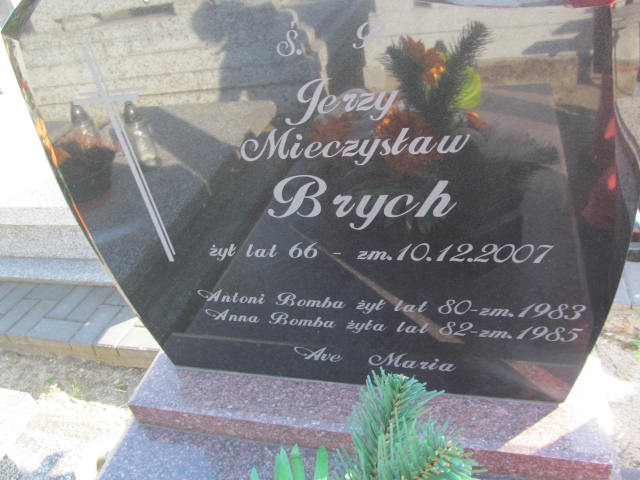 Ś. P.
Jerzy
Mieczysław
Brych
żył lat 66 - zm. 10.12.2007
Antoni Bomba żył lat 80-zm. 1983
Anna Bomba żyła lat 82-zm. 1985
Ave Maria